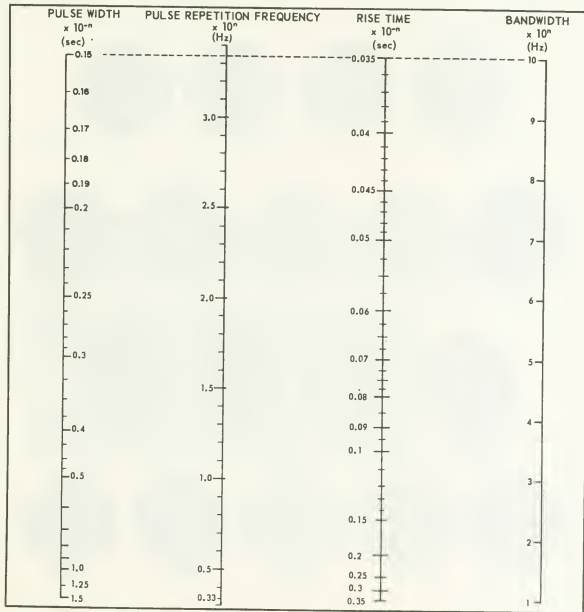 PULSE WIDTH PULSE REPETITION FREQUENCY RISE TIME BANDWIDTH
x 10⁻ⁿ x 10ⁿ x 10⁻ⁿ x 10ⁿ
(sec) (Hz) (sec) (Hz)
0.15 0.035 10
0.16 3.0 0.04 9
0.17
0.18 8
0.19 0.045
0.2 2.5
0.05 7
0.25 2.0 6
0.06
0.3 0.07 5
1.5 0.08
0.4 0.09 4
0.1
0.5 1.0 3
0.15
0.2 2
1.0 0.5 0.25
1.25 0.3
1.5 0.33 0.35 1